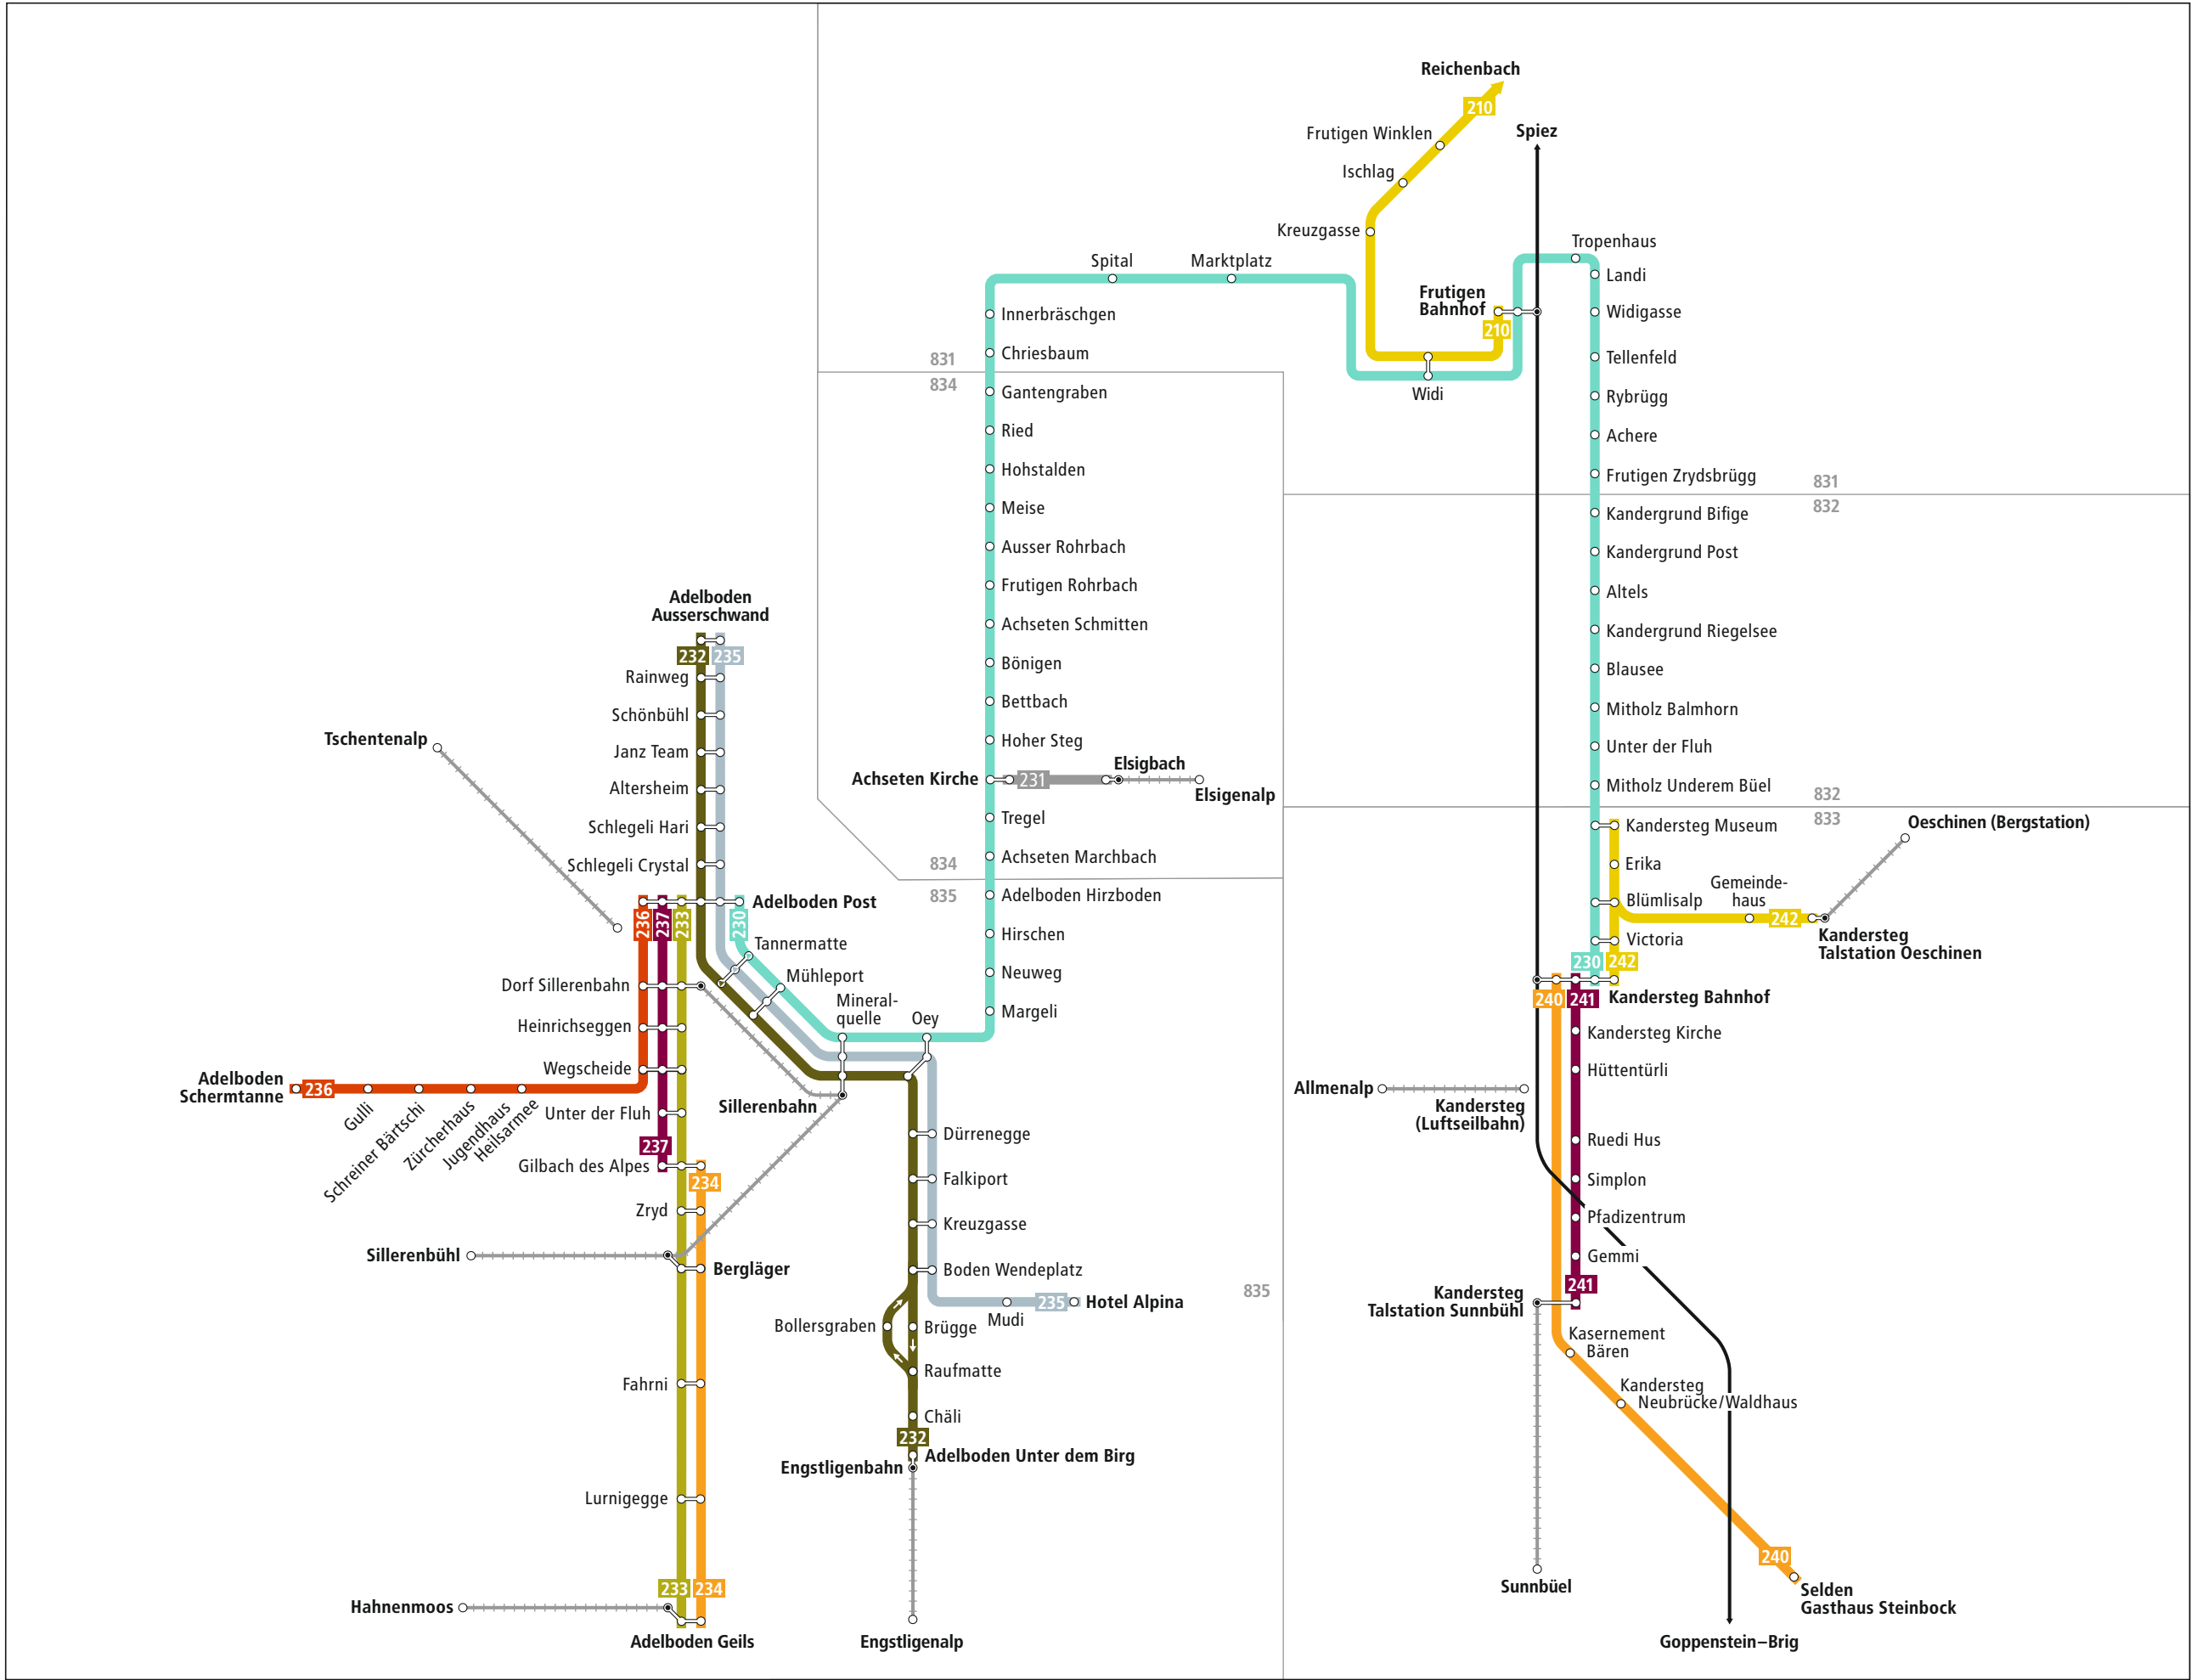 Reichenbach
210
Spiez
Frutigen Winklen
Ischlag
Kreuzgasse
Tropenhaus
Spital
Marktplatz
Landi
Frutigen
Bahnhof
210
Widigasse
Innerbräschgen
Chriesbaum
831
834
Tellenfeld
Widi
Gantengraben
Rybrügg
Ried
Achere
Hohstalden
Frutigen Zrydsbrügg
831
832
Meise
Kandergrund Bifige
Ausser Rohrbach
Kandergrund Post
Frutigen Rohrbach
Altels
Achseten Schmitten
Kandergrund Riegelsee
Bönigen
Blausee
Bettbach
Mitholz Balmhorn
Hoher Steg
Unter der Fluh
Achseten Kirche
231
Elsigbach
Elsigenalp
Mitholz Underem Büel
832
833
Tregel
Achseten Marchbach
834
835
Adelboden Hirzboden
Hirschen
Neuweg
Margeli
Adelboden
Ausserschwand
232
235
Rainweg
Schönbühl
Janz Team
Altersheim
Schlegeli Hari
Schlegeli Crystal
Tschentenalp
Adelboden Post
236
237
233
230
Tannermatte
Mühleport
Mineral-
quelle
Oey
Dorf Sillerenbahn
Heinrichseggen
Wegscheide
Adelboden
Schermtanne
236
Gulli
Schreiner Bärtschi
Zürcherhaus
Jugendhaus
Heilsarmee
Unter der Fluh
237
Gilbach des Alpes
234
Zryd
Sillerenbahn
Sillerenbühl
Bergläger
Fahrni
Lurnigegge
233
234
Hahnenmoos
Adelboden Geils
Dürrenegge
Falkiport
Kreuzgasse
Boden Wendeplatz
Mudi
235
Hotel Alpina
835
Bollersgraben
Brügge
Raufmatte
Chäli
232
Adelboden Unter dem Birg
Engstligenbahn
Engstligenalp
Kandersteg Museum
Oeschinen (Bergstation)
Erika
Blümlisalp
Gemeinde-
haus
242
Kandersteg
Talstation Oeschinen
Victoria
230
242
240
241
Kandersteg Bahnhof
Kandersteg Kirche
Hüttentürli
Allmenalp
Kandersteg
(Luftseilbahn)
Ruedi Hus
Simplon
Pfadizentrum
Gemmi
241
Kandersteg
Talstation Sunnbühl
Kasernement
Bären
Kandersteg
Neubrücke/Waldhaus
240
Sunnbüel
Selden
Gasthaus Steinbock
Goppenstein–Brig